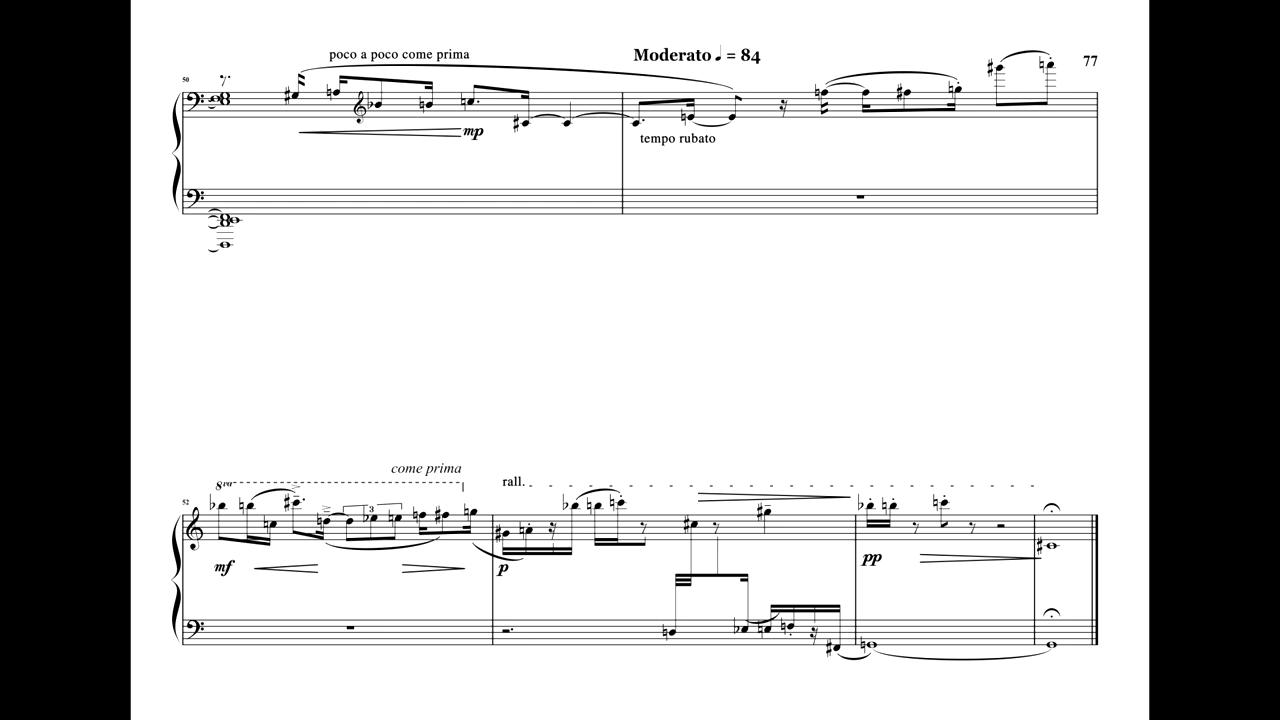 poco a poco come prima
Moderato ♩ = 84
77
50
mp
tempo rubato
come prima
8va
rall.
52
3
mf
p
pp